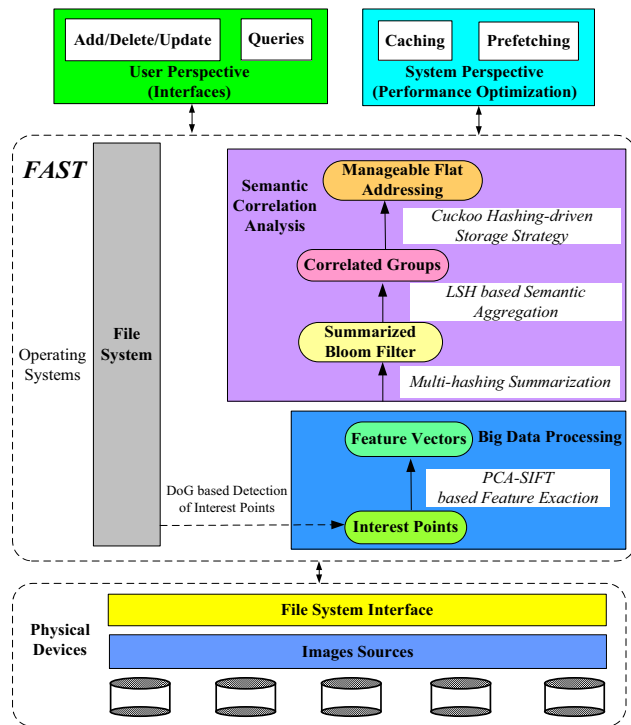 Add/Delete/Update
Queries
User Perspective
(Interfaces)
Caching
Prefetching
System Perspective
(Performance Optimization)
FAST
Operating
Systems
File
System
Semantic
Correlation
Analysis
Manageable Flat
Addressing
Cuckoo Hashing-driven
Storage Strategy
Correlated Groups
LSH based Semantic
Aggregation
Summarized
Bloom Filter
Multi-hashing Summarization
Feature Vectors
Big Data Processing
PCA-SIFT
based Feature Exaction
DoG based Detection
of Interest Points
Interest Points
Physical
Devices
File System Interface
Images Sources